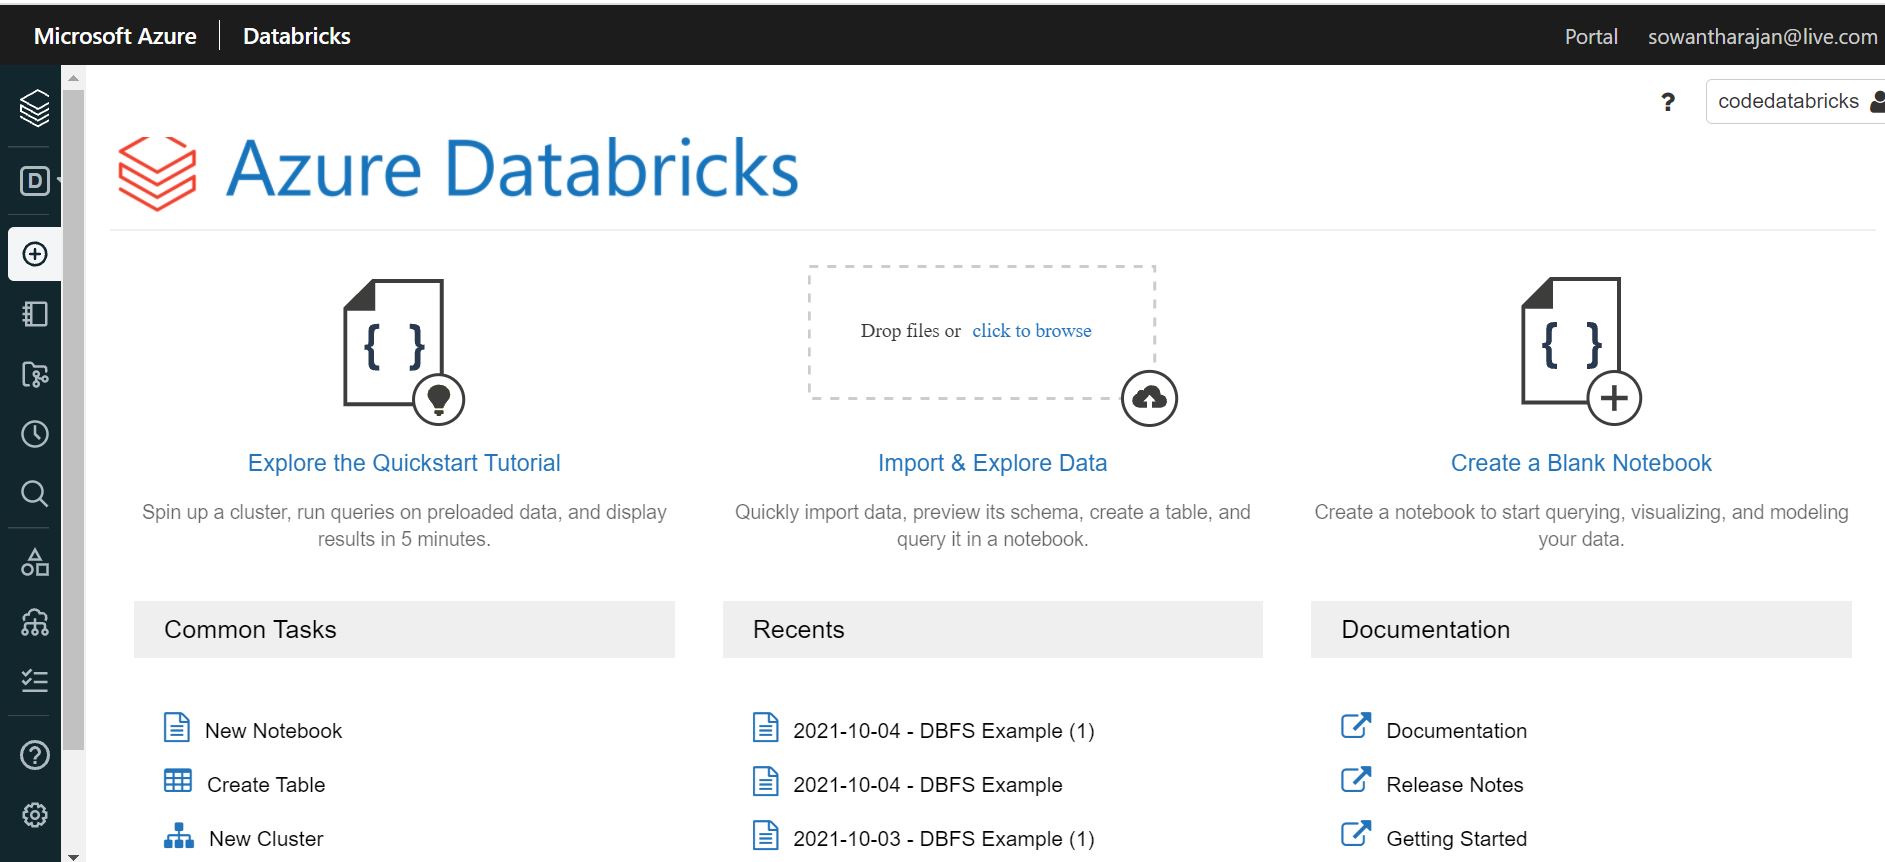 Microsoft Azure Databricks Portal sowantharajan@live.com
? codedatabricks
D
Azure Databricks
{ }
Drop files or click to browse
{ }
Explore the Quickstart Tutorial
Spin up a cluster, run queries on preloaded data, and display
results in 5 minutes.
Import & Explore Data
Quickly import data, preview its schema, create a table, and
query it in a notebook.
Create a Blank Notebook
Create a notebook to start querying, visualizing, and modeling
your data.
Common Tasks
New Notebook
Create Table
New Cluster
Recents
2021-10-04 - DBFS Example (1)
2021-10-04 - DBFS Example
2021-10-03 - DBFS Example (1)
Documentation
Documentation
Release Notes
Getting Started